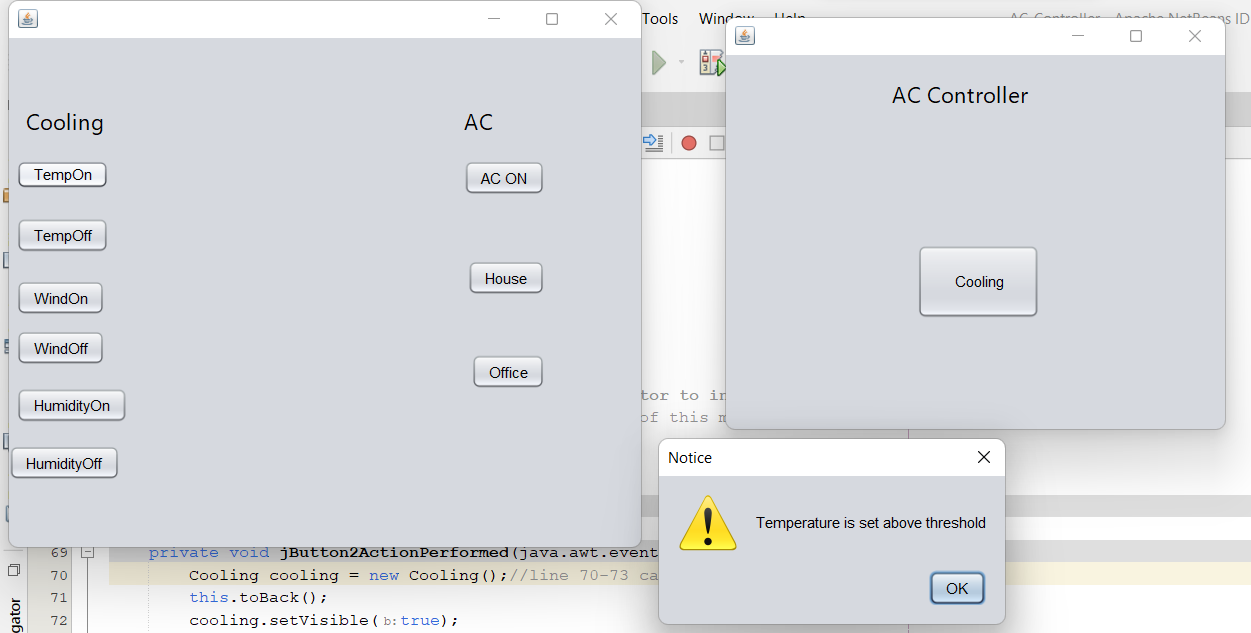 Tools Window Help
AC Controller - Apache NetBeans ID
Cooling
AC
TempOn
AC ON
TempOff
House
WindOn
WindOff
Office
HumidityOn
HumidityOff
AC Controller
Cooling
tor to in
of this m
Notice
Temperature is set above threshold
OK
69 private void jButton2ActionPerformed(java.awt.event
70 Cooling cooling = new Cooling();//line 70-73 ca
71 this.toBack();
72 cooling.setVisible(b:true);
gator